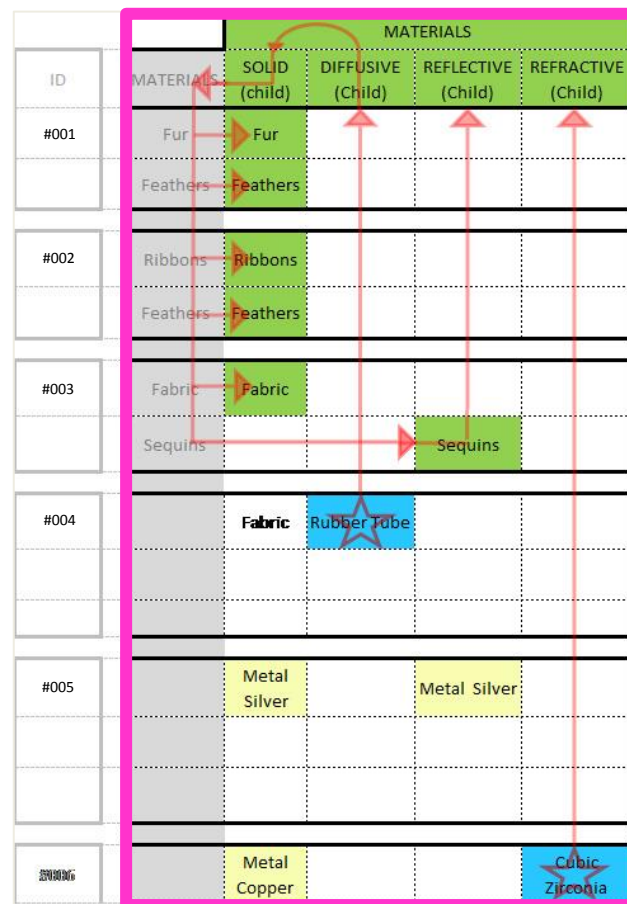 MATERIALS
ID MATERIALS SOLID (child) DIFFUSIVE (Child) REFLECTIVE (Child) REFRACTIVE (Child)
#001 Fur Fur
Feathers Feathers
#002 Ribbons Ribbons
Feathers Feathers
#003 Fabric Fabric
Sequins Sequins
#004 Fabric Rubber Tube
#005 Metal Silver Metal Silver
Metal Copper Cubic Zirconia